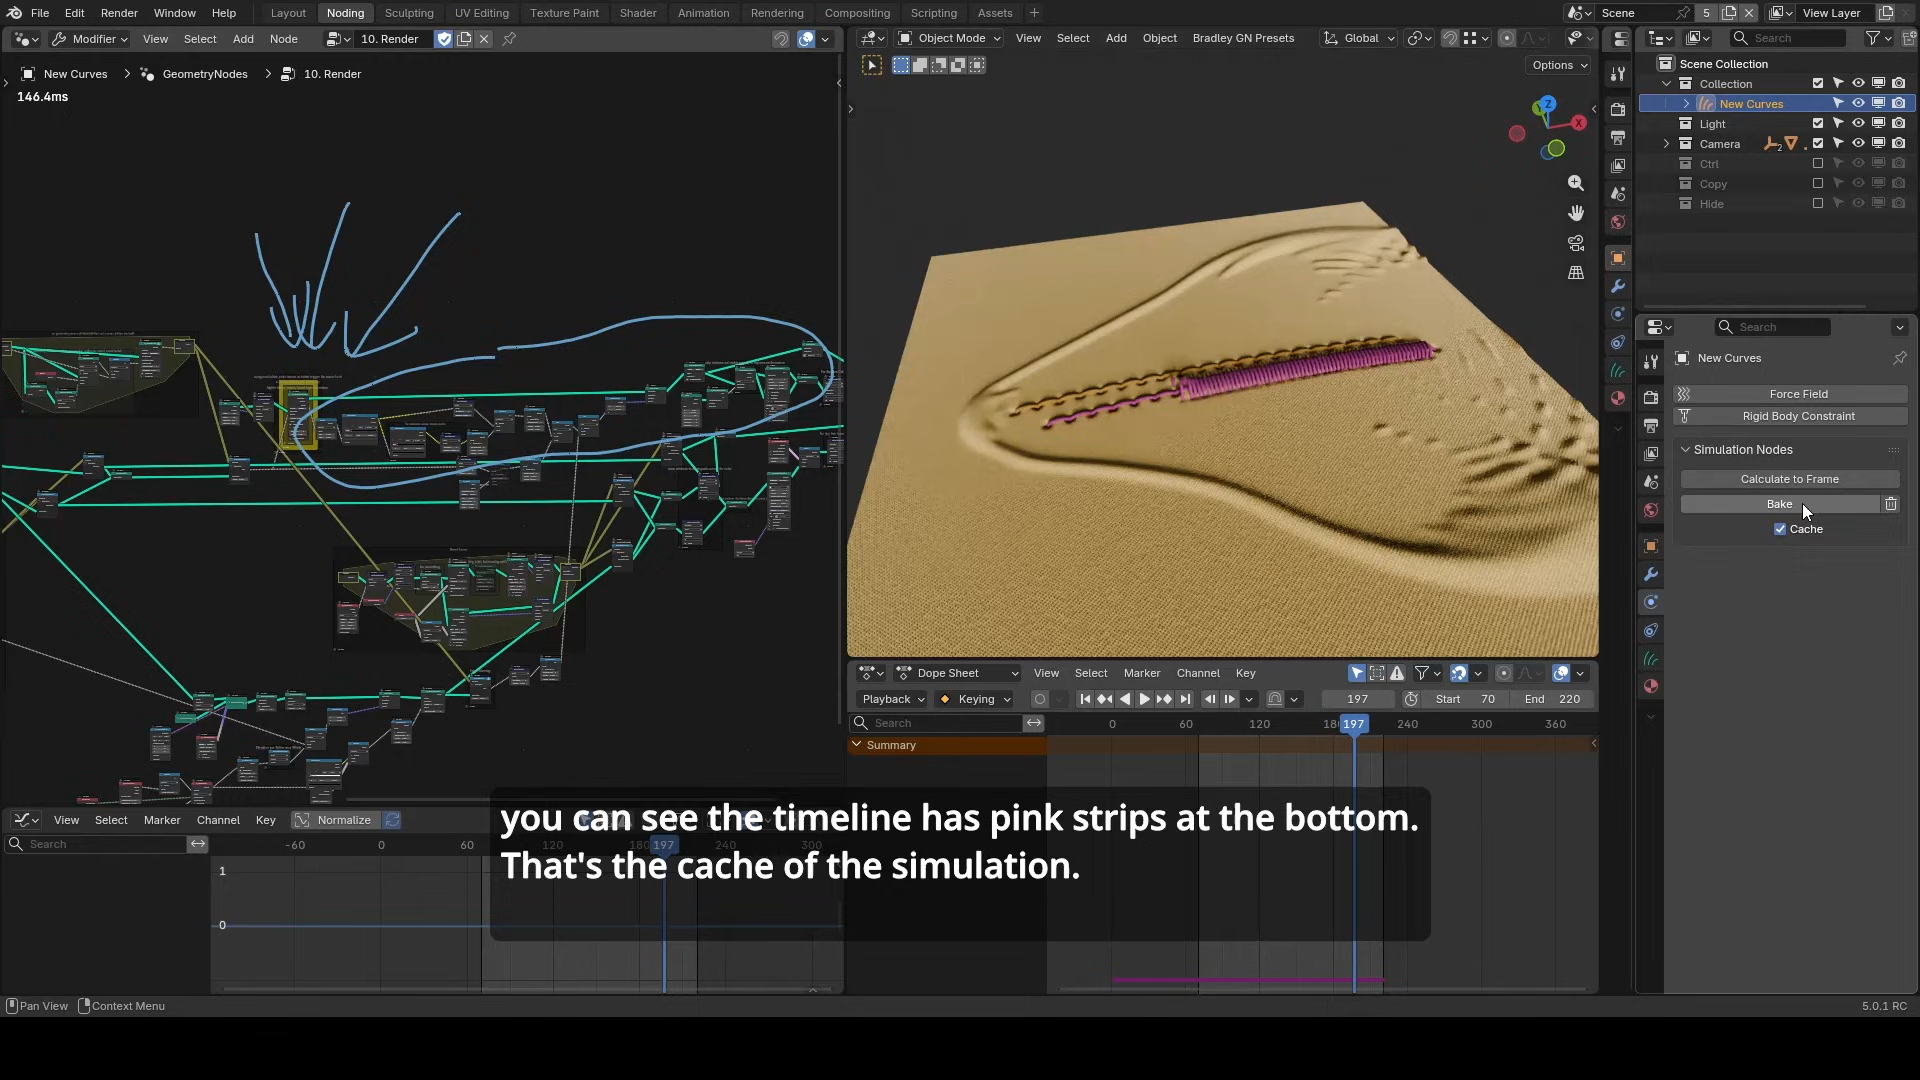 File Edit Render Window Help Layout Noding Sculpting UV Editing Texture Paint Shader Animation Rendering Compositing Scripting Assets + Scene 5 View Layer
Modifier View Select Add Node 10. Render
Object Mode View Select Add Object Bradley GN Presets Global
Search
New Curves > GeometryNodes > 10. Render
146.4ms
Options
Z
X
Y
Scene Collection
Collection
New Curves
Light
Camera 2
Ctrl
Copy
Hide
Search
New Curves
Force Field
Rigid Body Constraint
Simulation Nodes
Calculate to Frame
Bake
Cache
Dope Sheet View Select Marker Channel Key
Playback Keying 197 Start 70 End 220
Search 0 60 120 18 197 240 300 360
Summary
View Select Marker Channel Key Normalize
Search -60 0 60 120 180 197 240 300
1
0
you can see the timeline has pink strips at the bottom.
That's the cache of the simulation.
Pan View Context Menu 5.0.1 RC